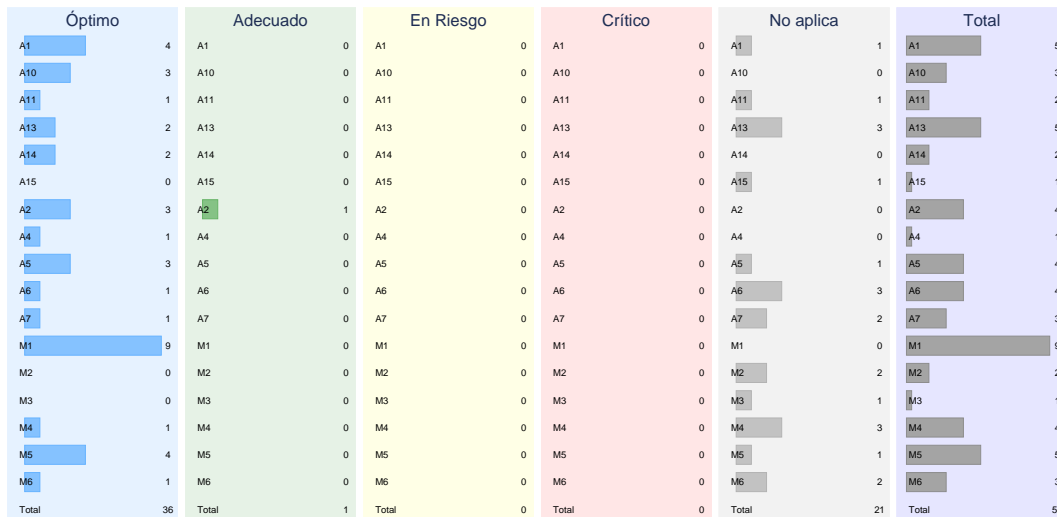 Óptimo Adecuado En Riesgo Crítico No aplica Total
A1 4 A1 0 A1 0 A1 0 A1 1 A1 5
A10 3 A10 0 A10 0 A10 0 A10 0 A10 3
A11 1 A11 0 A11 0 A11 0 A11 1 A11 2
A13 2 A13 0 A13 0 A13 0 A13 3 A13 5
A14 2 A14 0 A14 0 A14 0 A14 0 A14 2
A15 0 A15 0 A15 0 A15 0 A15 1 A15 1
A2 3 A2 1 A2 0 A2 0 A2 0 A2 4
A4 1 A4 0 A4 0 A4 0 A4 0 A4 1
A5 3 A5 0 A5 0 A5 0 A5 1 A5 4
A6 1 A6 0 A6 0 A6 0 A6 3 A6 4
A7 1 A7 0 A7 0 A7 0 A7 2 A7 3
M1 9 M1 0 M1 0 M1 0 M1 0 M1 9
M2 0 M2 0 M2 0 M2 0 M2 2 M2 2
M3 0 M3 0 M3 0 M3 0 M3 1 M3 1
M4 1 M4 0 M4 0 M4 0 M4 3 M4 4
M5 4 M5 0 M5 0 M5 0 M5 1 M5 5
M6 1 M6 0 M6 0 M6 0 M6 2 M6 3
Total 36 Total 1 Total 0 Total 0 Total 21 Total 5